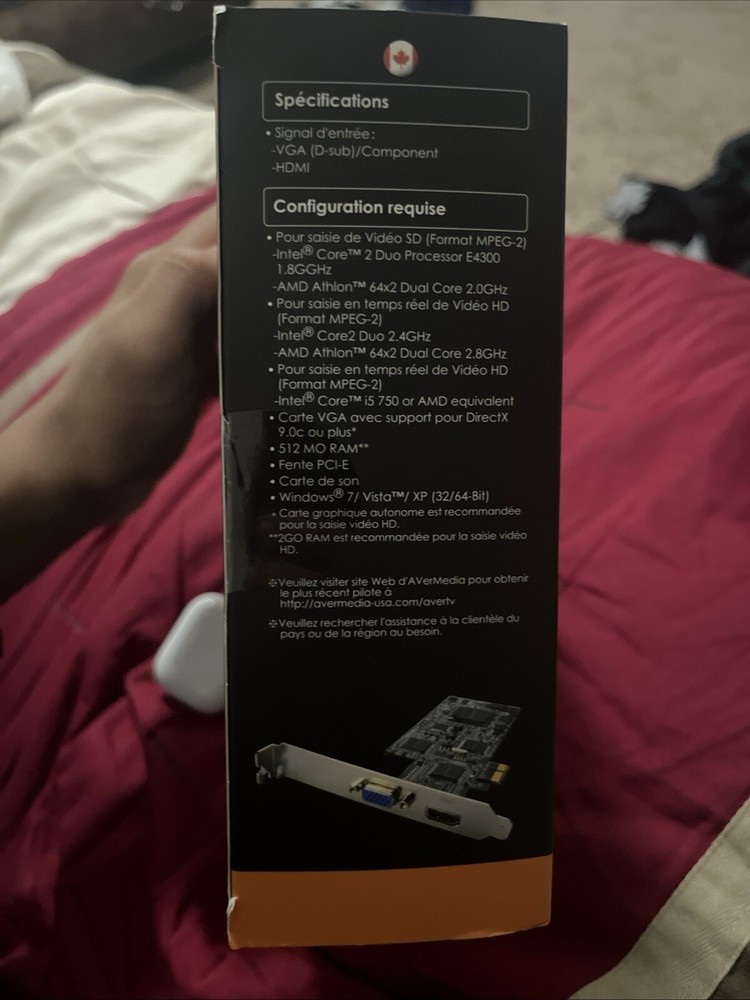 Spécifications
• Signal d'entrée:
-VGA (D-sub)/Component
-HDMI
Configuration requise
• Pour saisie de Vidéo SD (Format MPEG-2)
-Intel® Core™ 2 Duo Processor E4300
1.8GGHz
-AMD Athlon™ 64x2 Dual Core 2.0GHz
• Pour saisie en temps réel de Vidéo HD
(Format MPEG-2)
-Intel® Core2 Duo 2.4GHz
-AMD Athlon™ 64x2 Dual Core 2.8GHz
• Pour saisie en temps réel de Vidéo HD
(Format MPEG-2)
-Intel® Core™ i5 750 or AMD equivalent
• Carte VGA avec support pour DirectX
9.0c ou plus*
• 512 MO RAM**
• Fente PCI-E
• Carte de son
• Windows® 7/ Vista™/ XP (32/64-Bit)
* Carte graphique autonome est recommandée
pour la saisie vidéo HD.
**2GO RAM est recommandée pour la saisie vidéo
HD.
※Veuillez visiter site Web d'AVerMedia pour obtenir
le plus récent pilote à
http://avermedia-usa.com/avertv
※Veuillez rechercher l'assistance à la clientèle du
pays ou de la région au besoin.